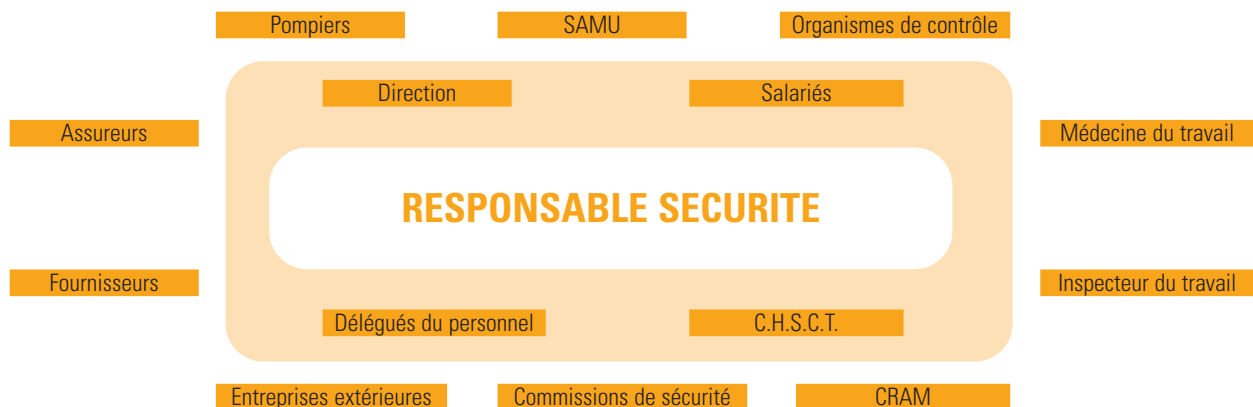 Pompiers
SAMU
Organismes de contrôle
Direction
Salariés
Assureurs
Médecine du travail
RESPONSABLE SECURITE
Fournisseurs
Inspecteur du travail
Délégués du personnel
C.H.S.C.T.
Entreprises extérieures
Commissions de sécurité
CRAM